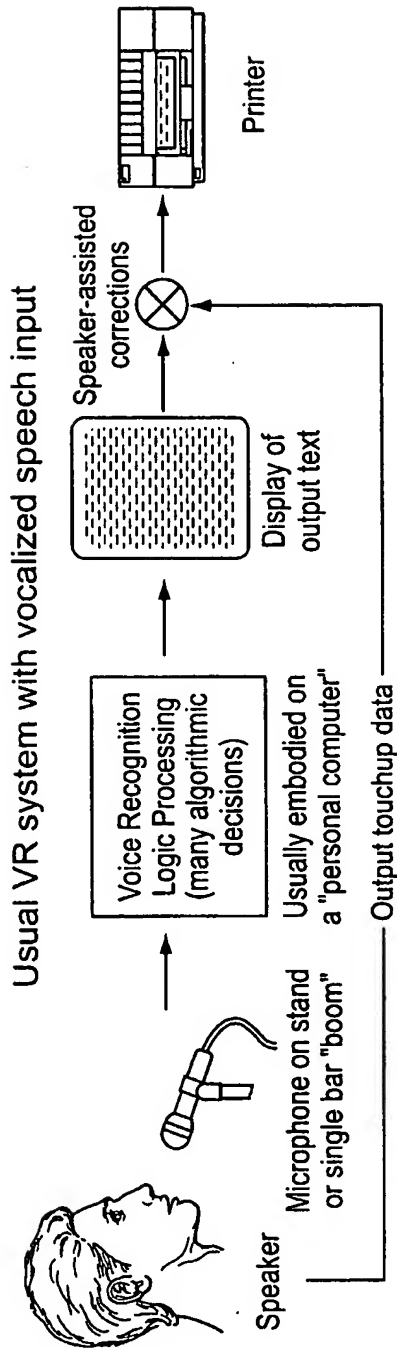 Usual VR system with vocalized speech input
Speaker
Microphone on stand
or single bar "boom"
Voice Recognition
Logic Processing
(many algorithmic
decisions)
Usually embodied on
a "personal computer"
Display of
output text
Speaker-assisted
corrections
Printer
Output touchup data